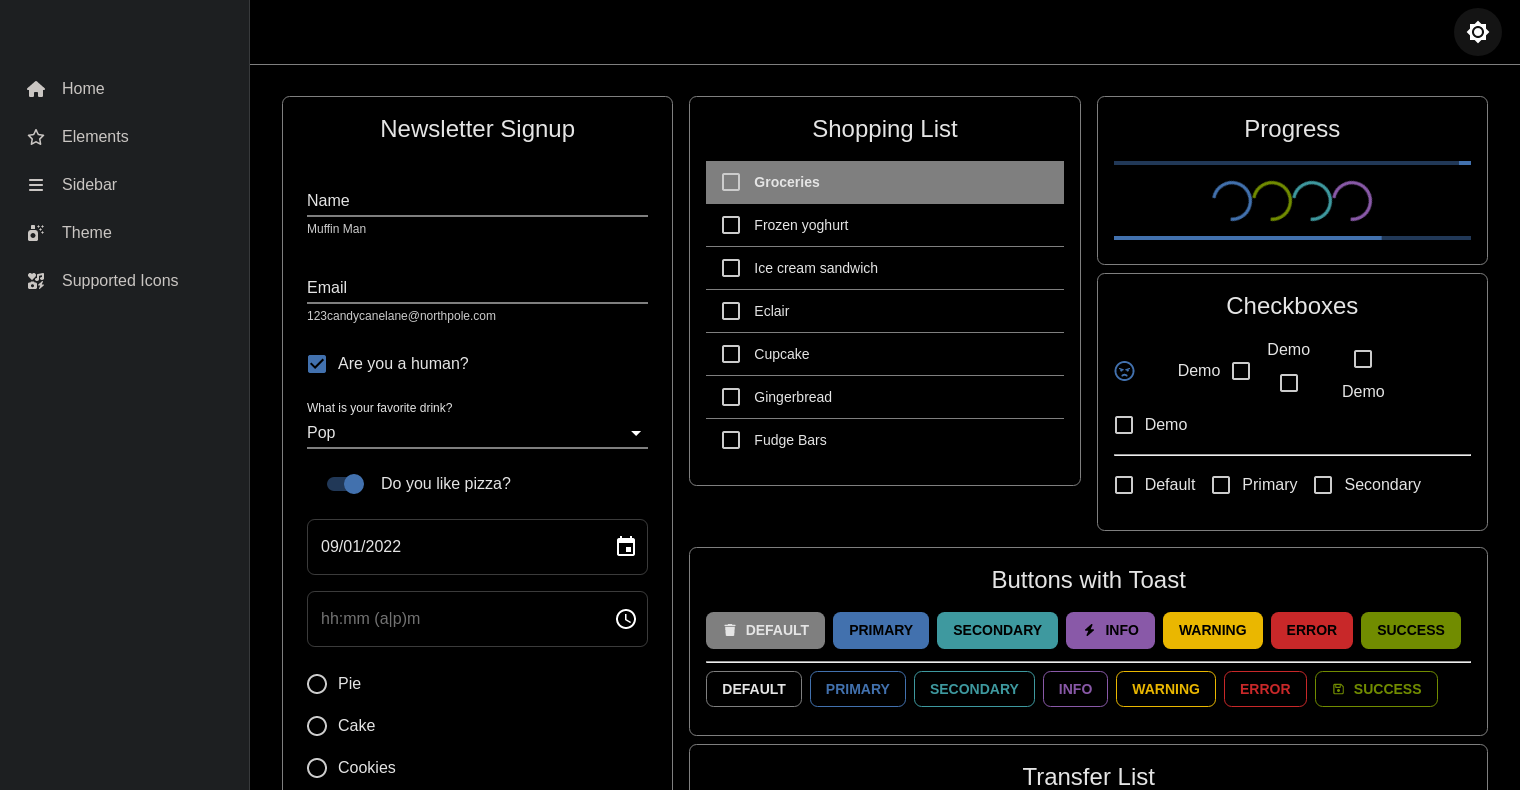 Home
Elements
Sidebar
Theme
Supported Icons
Newsletter Signup
Name
Muffin Man
Email
123candycanelane@northpole.com
Are you a human?
What is your favorite drink?
Pop
Do you like pizza?
09/01/2022
hh:mm (a|p)m
Pie
Cake
Cookies
Shopping List
Groceries
Frozen yoghurt
Ice cream sandwich
Eclair
Cupcake
Gingerbread
Fudge Bars
Progress
Checkboxes
Demo
Demo
Demo
Demo
Default Primary Secondary
Buttons with Toast
DEFAULT PRIMARY SECONDARY INFO WARNING ERROR SUCCESS
DEFAULT PRIMARY SECONDARY INFO WARNING ERROR SUCCESS
Transfer List